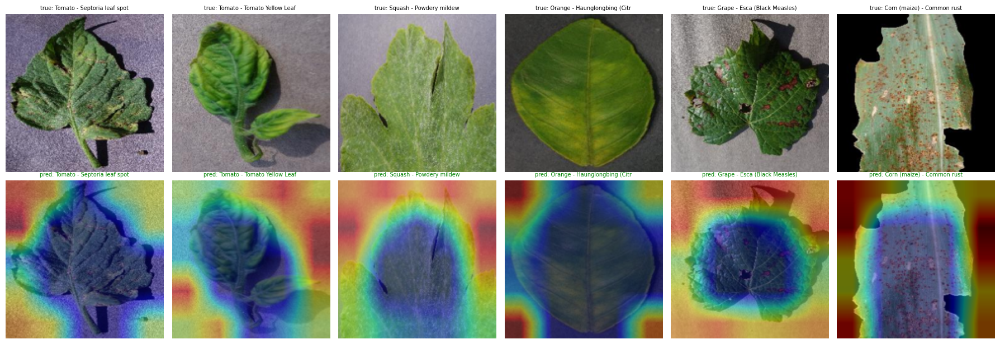 true: Tomato - Septoria leaf spot
true: Tomato - Tomato Yellow Leaf
true: Squash - Powdery mildew
true: Orange - Haunglongbing (Citr
true: Grape - Esca (Black Measles)
true: Corn (maize) - Common rust
pred: Tomato - Septoria leaf spot
pred: Tomato - Tomato Yellow Leaf
pred: Squash - Powdery mildew
pred: Orange - Haunglongbing (Citr
pred: Grape - Esca (Black Measles)
pred: Corn (maize) - Common rust